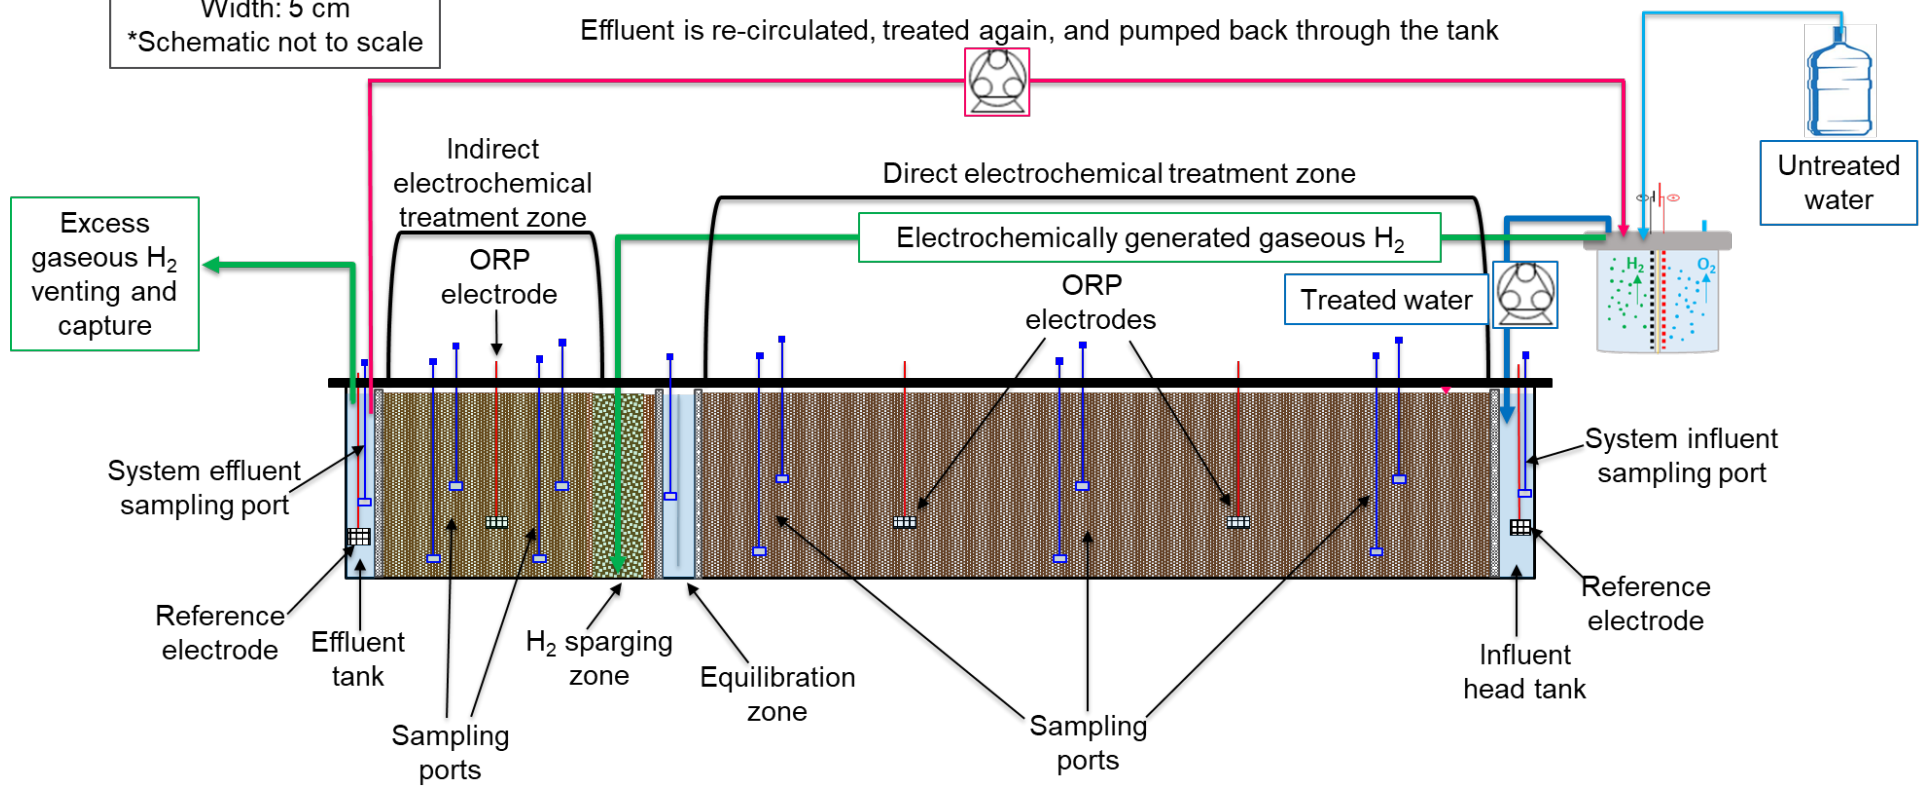 Width: 5 cm
*Schematic not to scale
Effluent is re-circulated, treated again, and pumped back through the tank
Untreated
water
Indirect
electrochemical
treatment zone
Direct electrochemical treatment zone
Excess
gaseous H₂
venting and
capture
ORP
electrode
Electrochemically generated gaseous H₂
ORP
electrodes
Treated water
H₂
O₂
System effluent
sampling port
System influent
sampling port
Reference
electrode
Effluent
tank
H₂ sparging
zone
Equilibration
zone
Sampling
ports
Sampling
ports
Influent
head tank
Reference
electrode